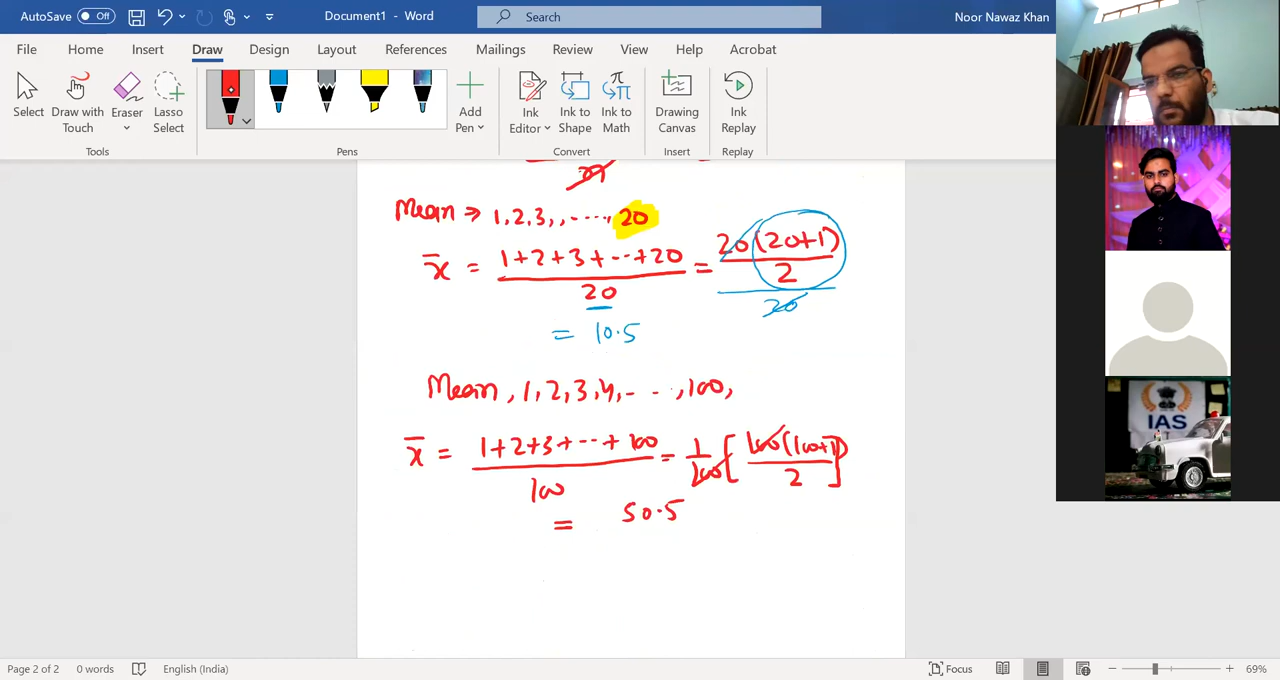 AutoSave Off Document1 - Word Search Noor Nawaz Khan
File Home Insert Draw Design Layout References Mailings Review View Help Acrobat
Select Draw with Touch Eraser Lasso Select Add Pen Ink Editor Ink to Shape Ink to Math Drawing Canvas Ink Replay
Tools Pens Convert Insert Replay
Mean ⇒ 1, 2, 3, , ....., 20
x̄ = (1+2+3+...+20)/20 = (20(20+1)/2)/20
= 10.5
Mean, 1, 2, 3, 4, - ..., 100,
x̄ = (1+2+3+...+100)/100 = 1/100 [100(100+1)/2]
= 50.5
IAS
Page 2 of 2 0 words English (India) Focus 69%